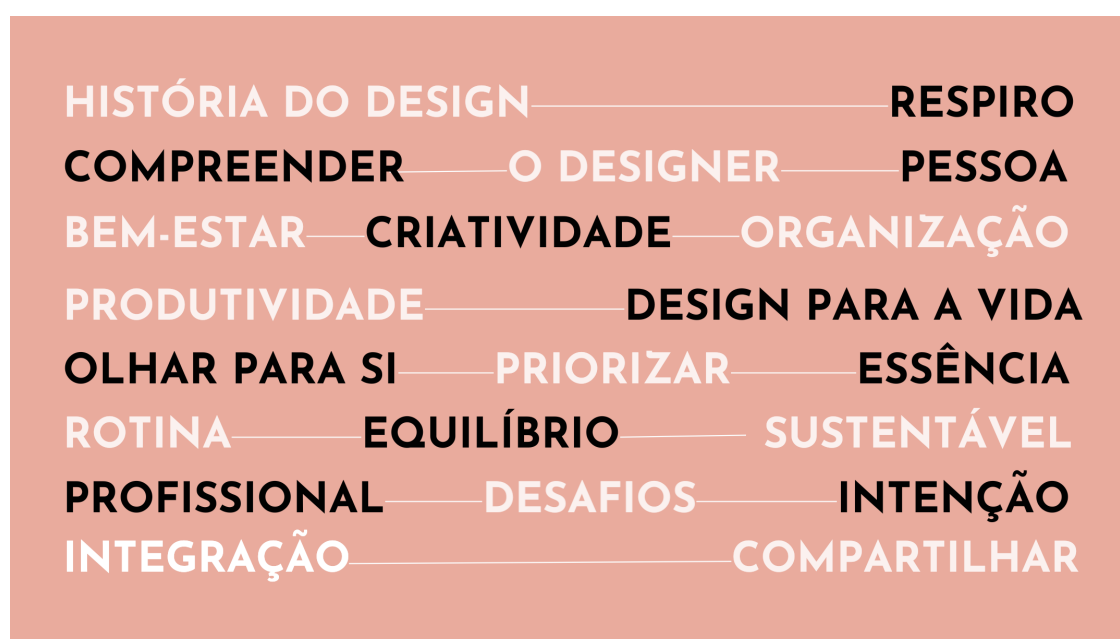 HISTÓRIA DO DESIGN RESPIRO
COMPREENDER O DESIGNER PESSOA
BEM-ESTAR CRIATIVIDADE ORGANIZAÇÃO
PRODUTIVIDADE DESIGN PARA A VIDA
OLHAR PARA SI PRIORIZAR ESSÊNCIA
ROTINA EQUILÍBRIO SUSTENTÁVEL
PROFISSIONAL DESAFIOS INTENÇÃO
INTEGRAÇÃO COMPARTILHAR